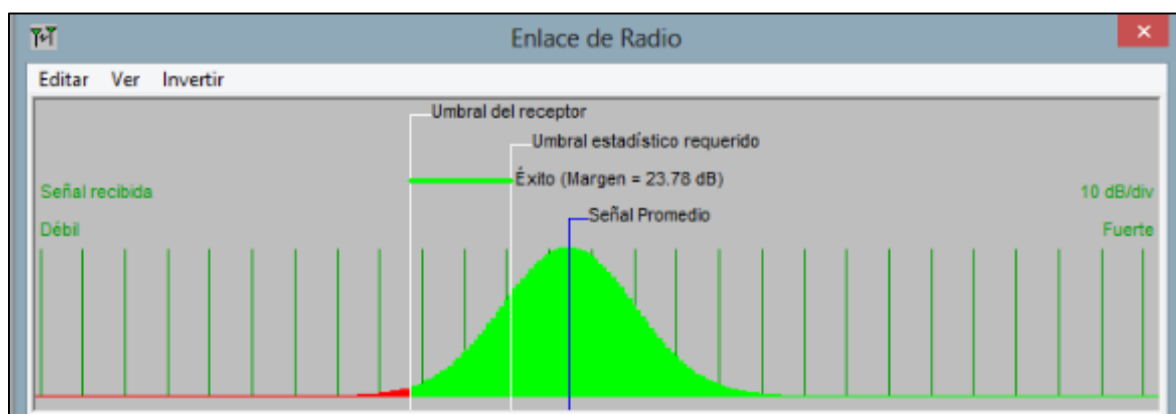 Enlace de Radio
Editar Ver Invertir
Umbral del receptor
Umbral estadístico requerido
Éxito (Margen = 23.78 dB)
Señal recibida
10 dB/div
Señal Promedio
Débil
Fuerte